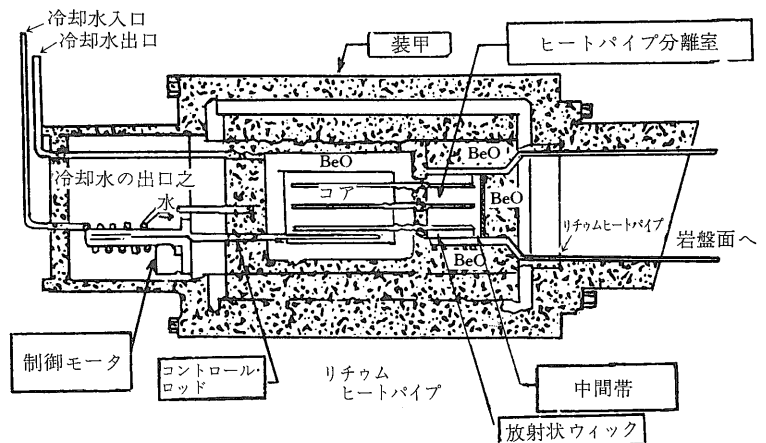 冷却水入口
冷却水出口
装甲
ヒートパイプ分離室
BeO
BeO
冷却水の出口之
水
コア
BeO
リチゥムヒートパイプ
岩盤面へ
BeO
制御モータ
コントロール・
ロッド
リチゥム
ヒートパイプ
中間帯
放射状ウィック